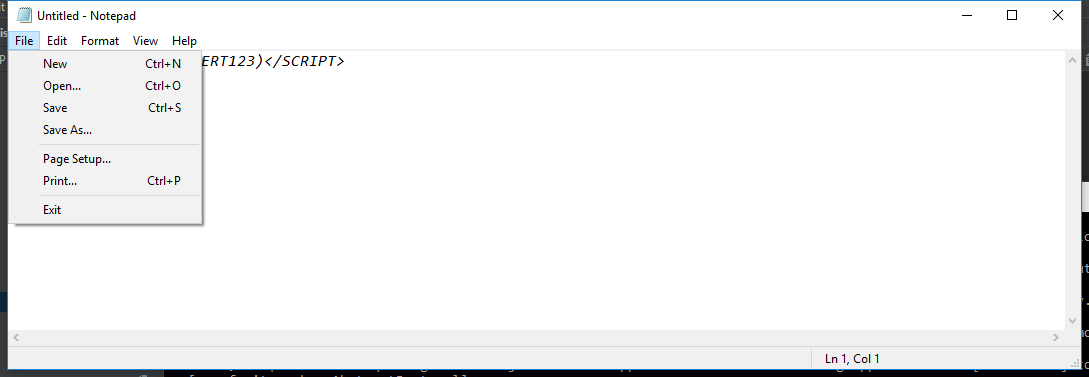 Untitled - Notepad
File Edit Format View Help
New Ctrl+N
ERT123)</SCRIPT>
Open... Ctrl+O
Save Ctrl+S
Save As...
Page Setup...
Print... Ctrl+P
Exit
Ln 1, Col 1